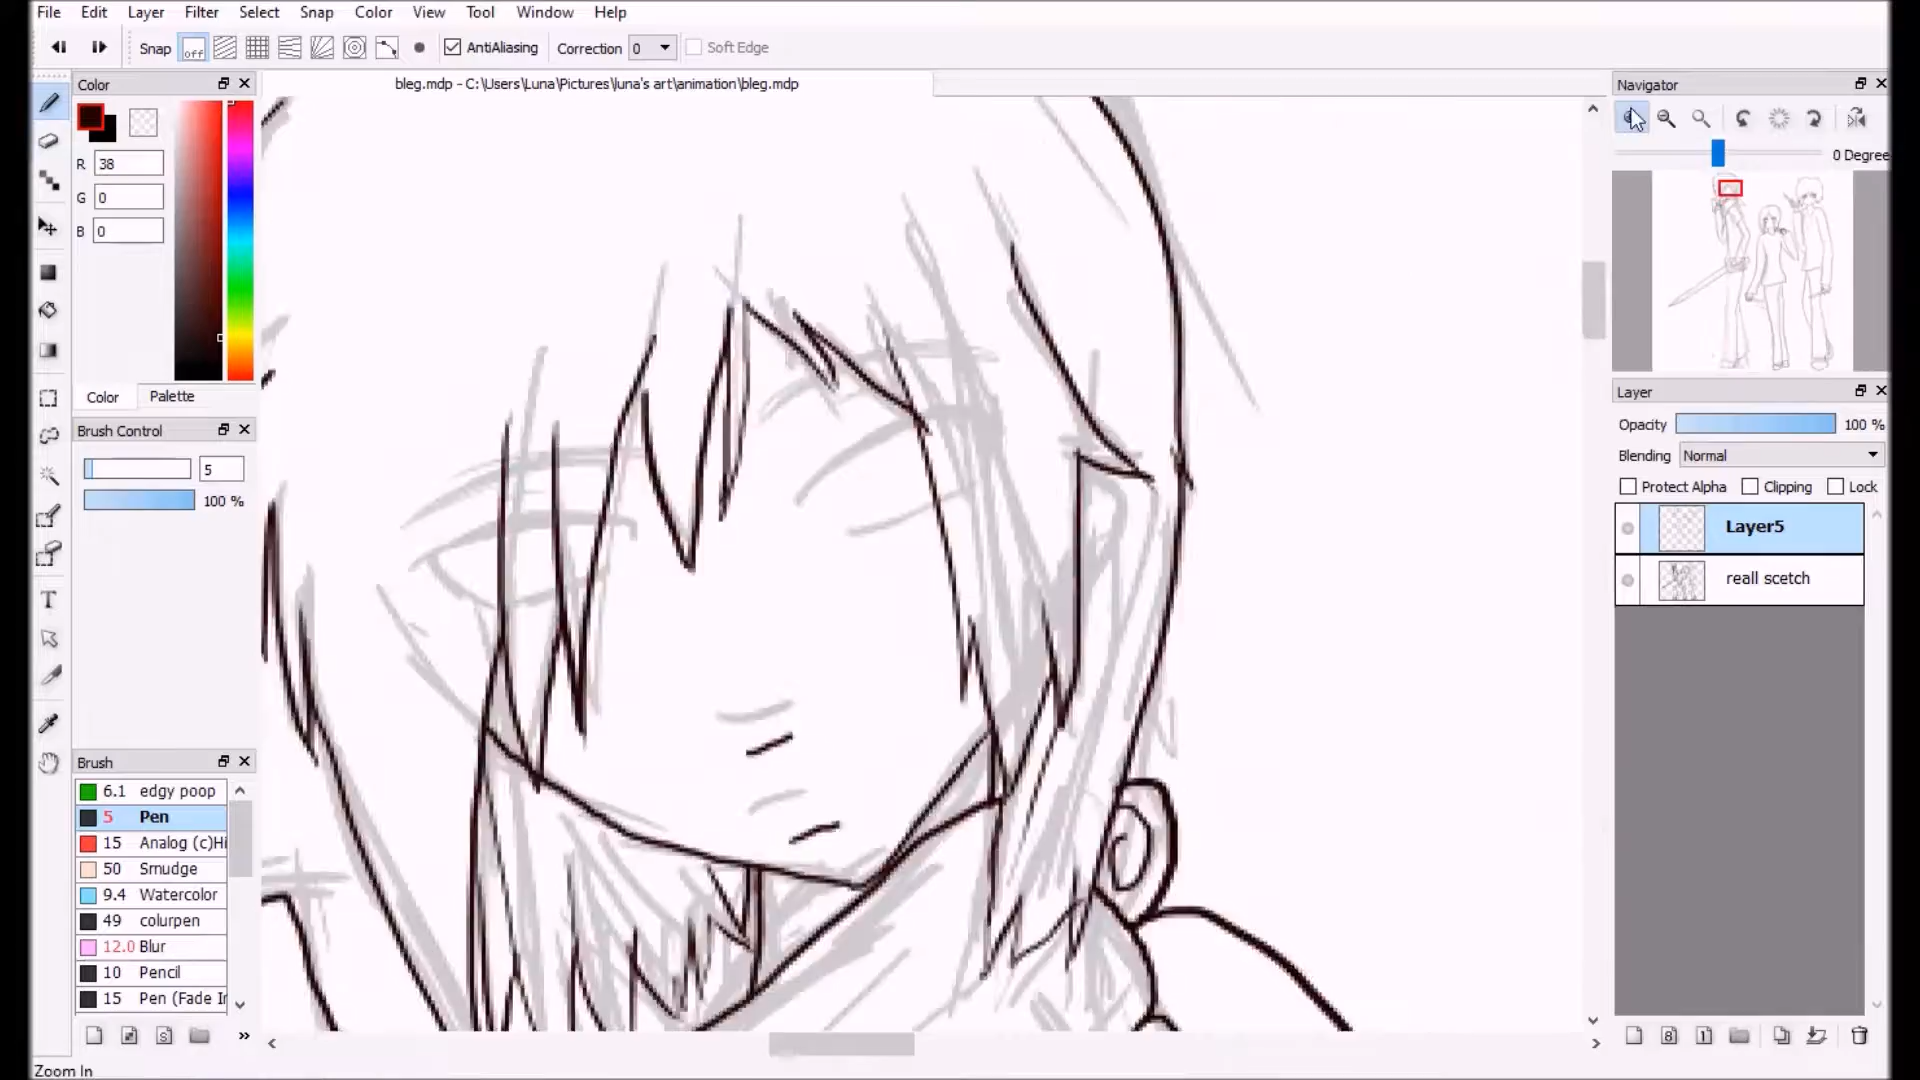 File Edit Layer Filter Select Snap Color View Tool Window Help
Snap off AntiAliasing Correction 0 Soft Edge
Color
bleg.mdp - C:\Users\Luna\Pictures\luna's art\animation\bleg.mdp
Navigator
R 38
G 0
B 0
0 Degree
Color Palette
Layer
Opacity 100 %
Brush Control
Blending Normal
5
Protect Alpha Clipping Lock
100 %
Layer5
reall scetch
T
Brush
6.1 edgy poop
5 Pen
15 Analog (c)Hi
50 Smudge
9.4 Watercolor
49 colurpen
12.0 Blur
10 Pencil
15 Pen (Fade In
S
8
1
Zoom In